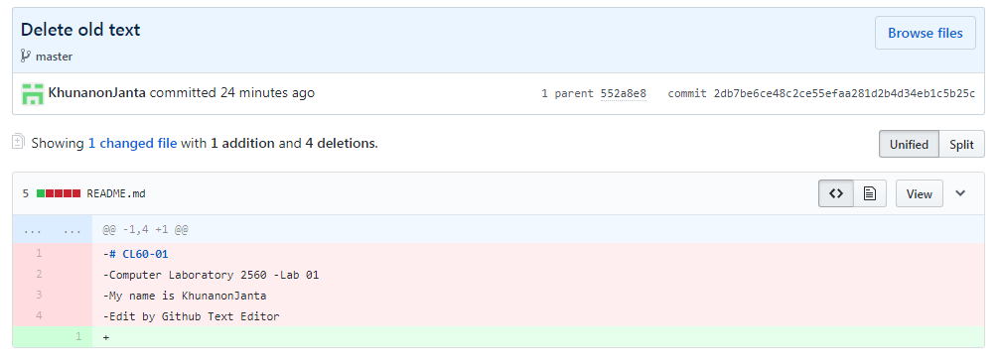 Delete old text
Browse files
master
KhunanonJanta committed 24 minutes ago
1 parent 552a8e8 commit 2db7be6ce48c2ce55efaa281d2b4d34eb1c5b25c
Showing 1 changed file with 1 addition and 4 deletions.
Unified Split
5 README.md
<> View
... ... @@ -1,4 +1 @@
1 -# CL60-01
2 -Computer Laboratory 2560 -Lab 01
3 -My name is KhunanonJanta
4 -Edit by Github Text Editor
1 +